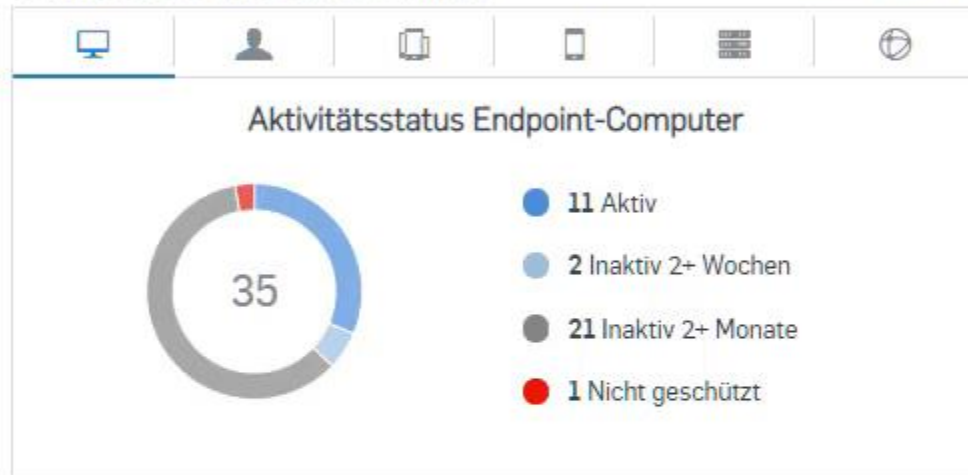 Aktivitätsstatus Endpoint-Computer
35
11 Aktiv
2 Inaktiv 2+ Wochen
21 Inaktiv 2+ Monate
1 Nicht geschützt